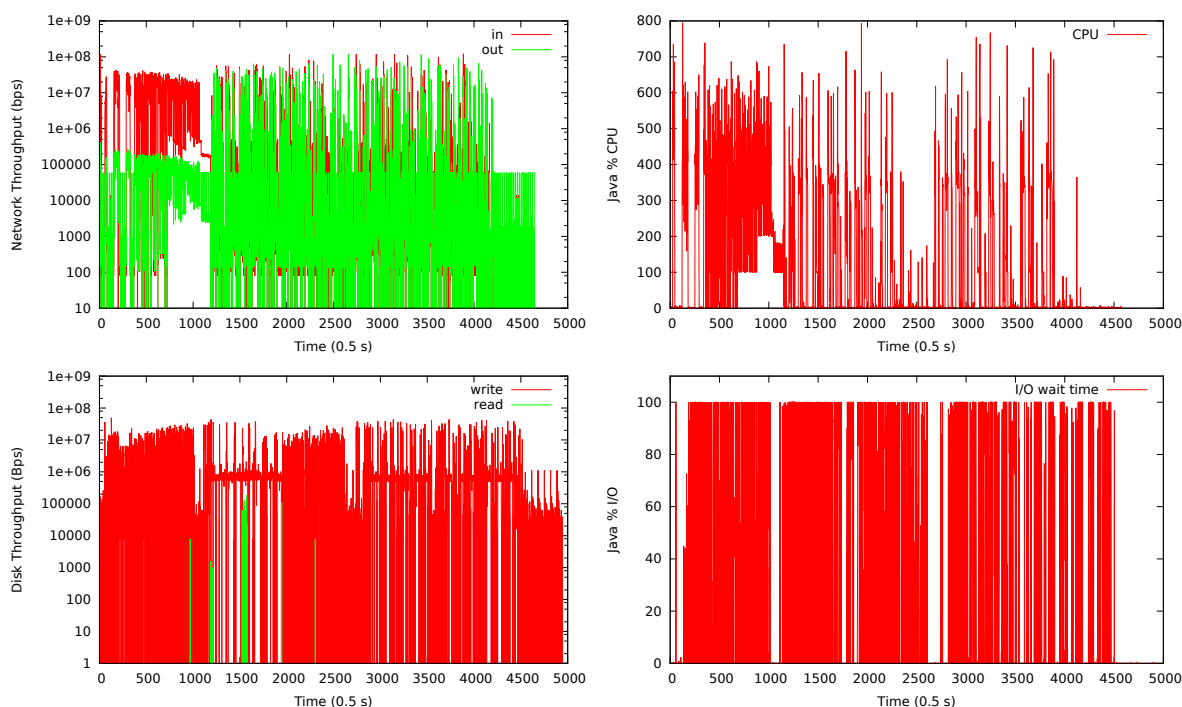 1e+09
1e+08
1e+07
1e+06
100000
10000
1000
100
10
0 500 1000 1500 2000 2500 3000 3500 4000 4500 5000
Network Throughput (bps)
Time (0.5 s)
in
out
800
700
600
500
400
300
200
100
0
0 500 1000 1500 2000 2500 3000 3500 4000 4500 5000
Java % CPU
Time (0.5 s)
CPU
1e+09
1e+08
1e+07
1e+06
100000
10000
1000
100
10
1
0 500 1000 1500 2000 2500 3000 3500 4000 4500 5000
Disk Throughput (Bps)
Time (0.5 s)
write
read
100
80
60
40
20
0
0 500 1000 1500 2000 2500 3000 3500 4000 4500 5000
Java % I/O
Time (0.5 s)
I/O wait time